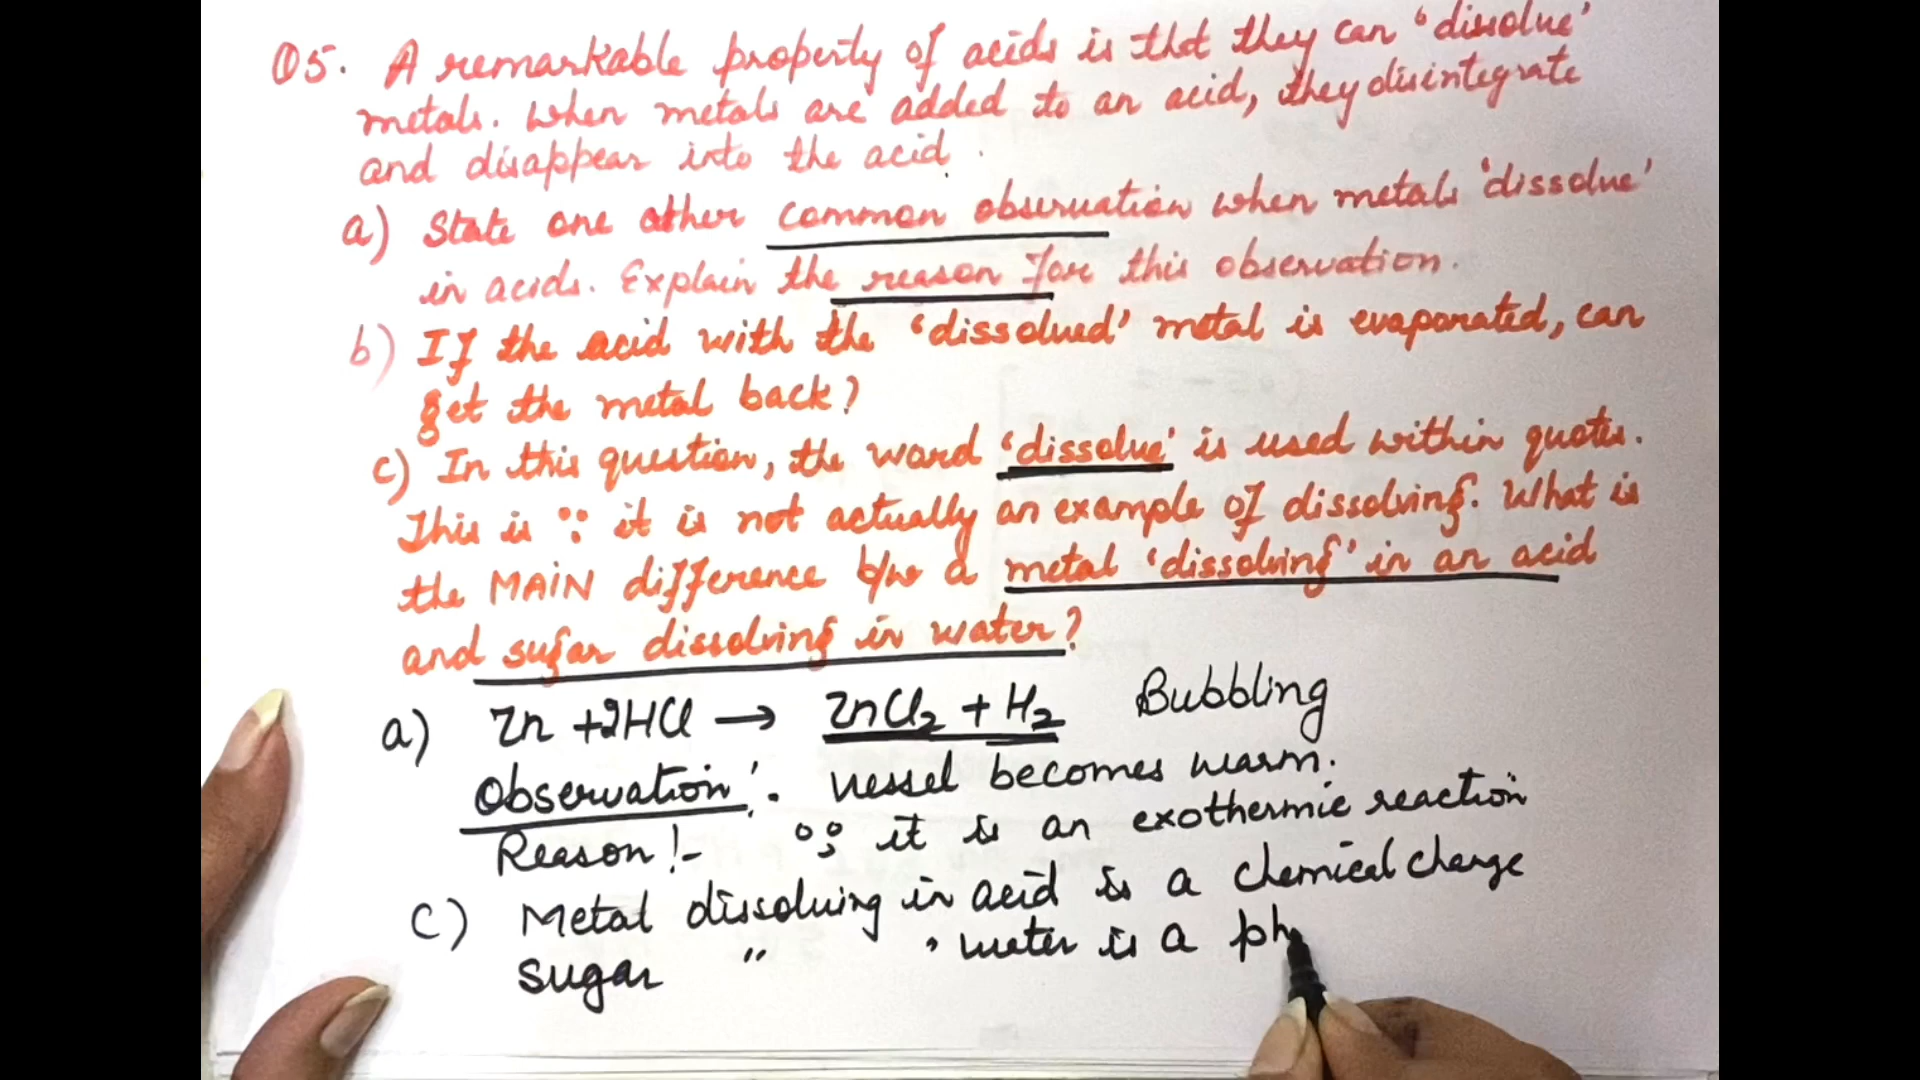 Q5. A remarkable property of acids is that they can 'dissolve'
metals. When metals are added to an acid, they disintegrate
and disappear into the acid.
a) State one other common observation when metals 'dissolve'
in acids. Explain the reason for this observation.
b) If the acid with the 'dissolved' metal is evaporated, can
get the metal back?
c) In this question, the word 'dissolve' is used within quotes.
This is ∵ it is not actually an example of dissolving. What is
the MAIN difference b/w a metal 'dissolving' in an acid
and sugar dissolving in water?
a) Zn + 2HCl → ZnCl₂ + H₂ Bubbling
Observation:. Vessel becomes warm.
Reason:- ∵ it is an exothermic reaction
C) Metal dissolving in acid is a chemical change
sugar " " water is a ph